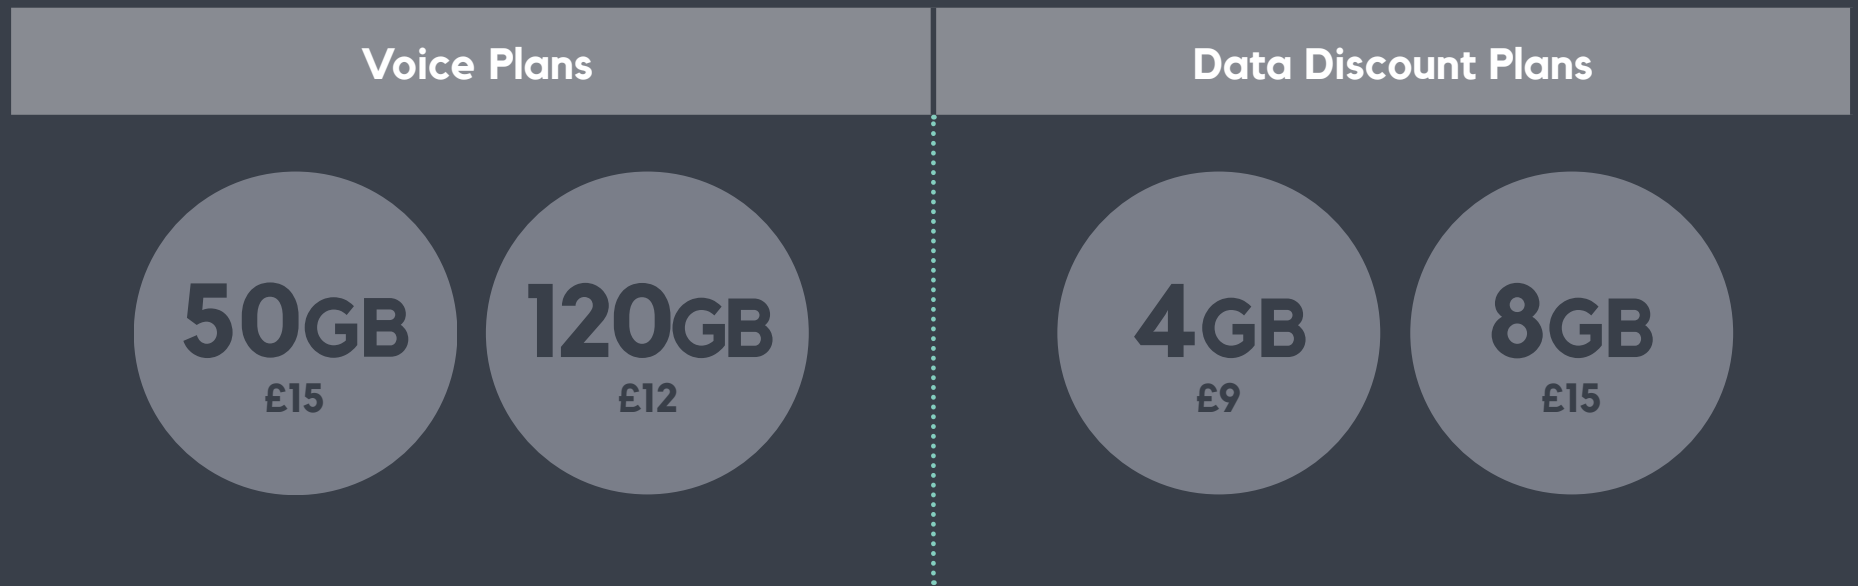 Voice Plans
Data Discount Plans
50GB
£15
120GB
£12
4GB
£9
8GB
£15